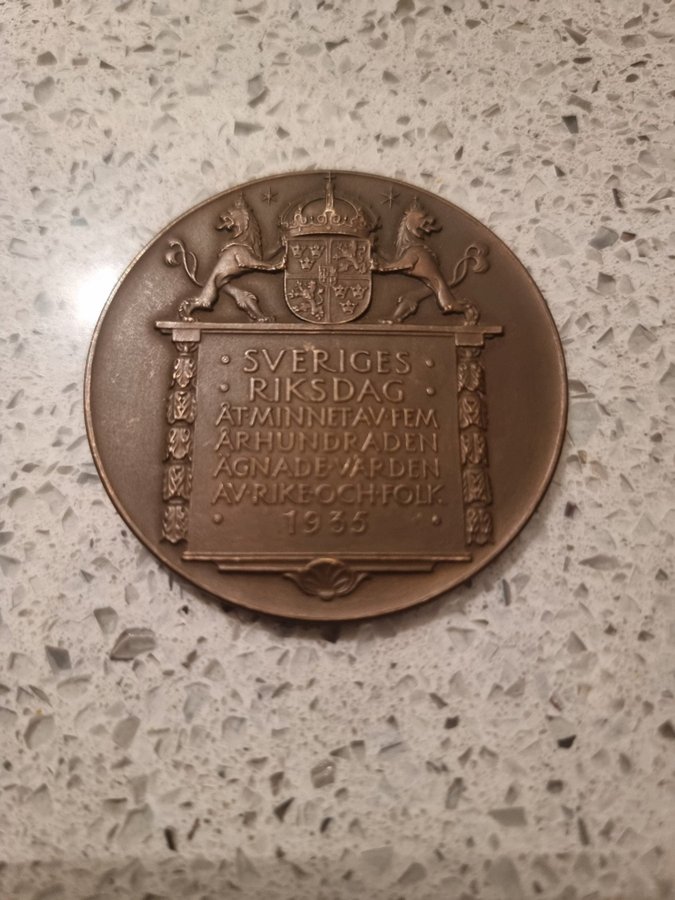 · SVERIGES ·
· RIKSDAG ·
ÅT·MINNET·AV·FEM
ÅRHUNDRADEN
ÄGNADE·VÅRDEN
AV·RIKE·OCH·FOLK
· 1935 ·